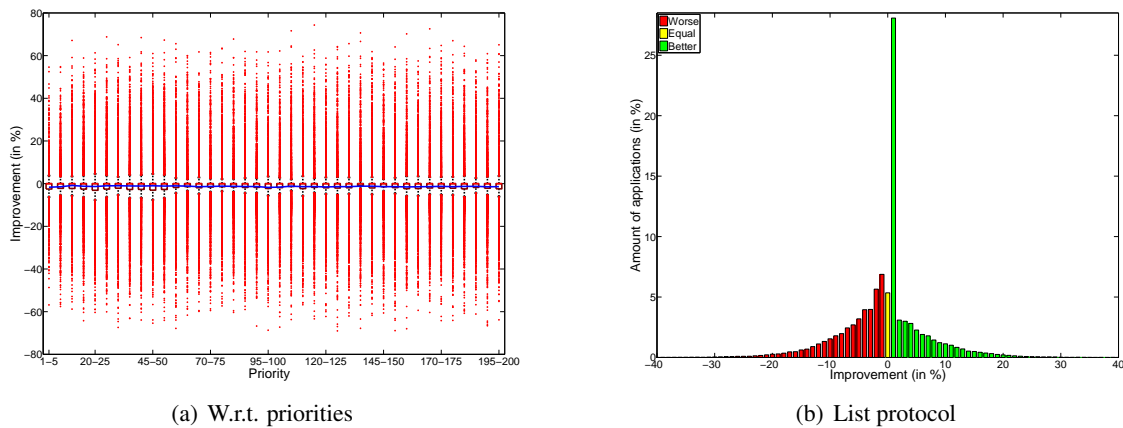 80
60
40
20
0
−20
−40
−60
−80
Improvement (in %)
1−5 20−25 45−50 70−75 95−100 120−125 145−150 170−175 195−200
Priority
(a) W.r.t. priorities
Worse
Equal
Better
25
20
15
10
5
0
Amount of applications (in %)
−40 −30 −20 −10 0 10 20 30 40
Improvement (in %)
(b) List protocol